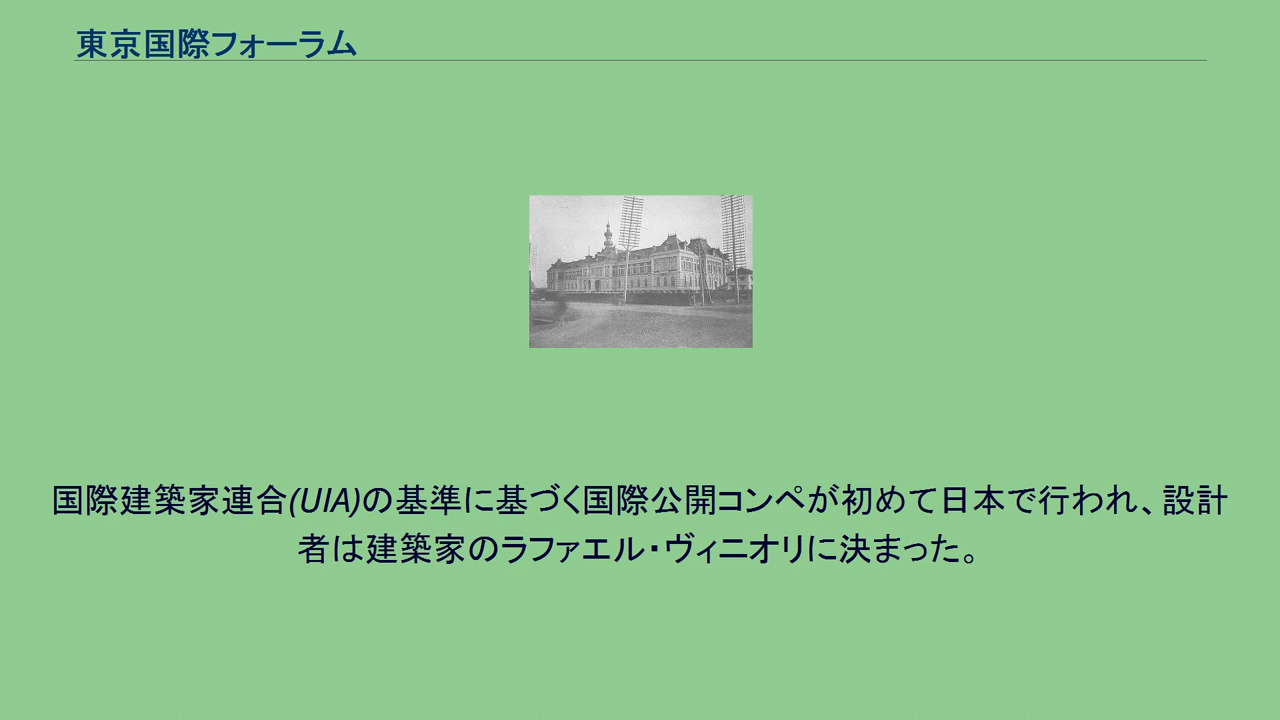 東京国際フォーラム
国際建築家連合(UIA)の基準に基づく国際公開コンペが初めて日本で行われ、設計
者は建築家のラファエル・ヴィニオリに決まった。